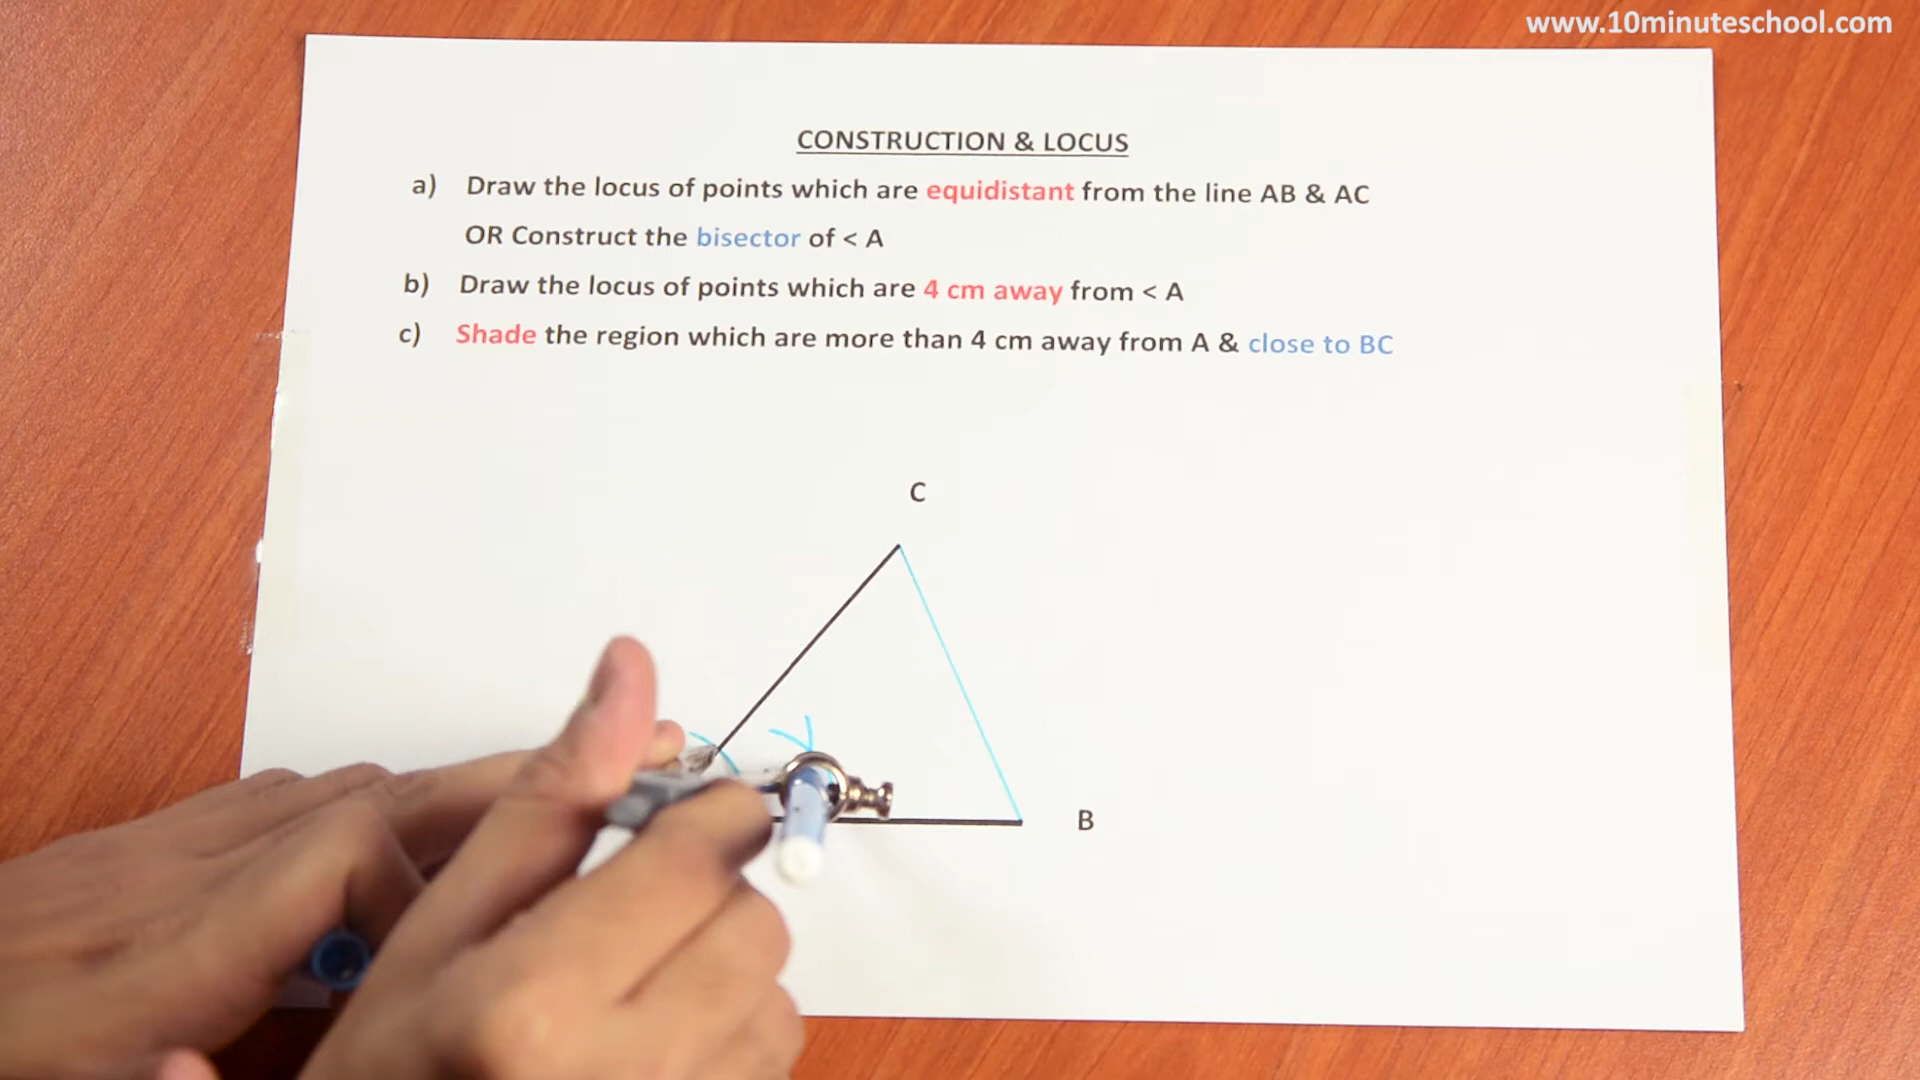 www.10minuteschool.com
CONSTRUCTION & LOCUS
a) Draw the locus of points which are equidistant from the line AB & AC
OR Construct the bisector of < A
b) Draw the locus of points which are 4 cm away from < A
c) Shade the region which are more than 4 cm away from A & close to BC
C
B